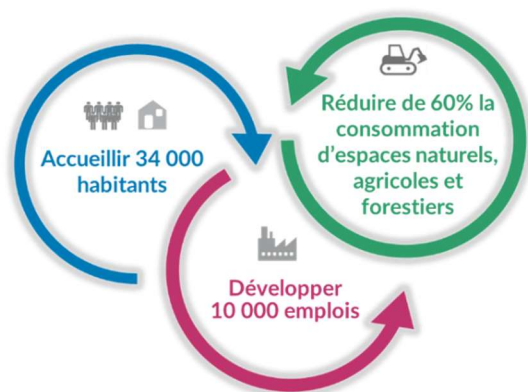 Accueillir 34 000
habitants
Réduire de 60% la
consommation
d'espaces naturels,
agricoles et
forestiers
Développer
10 000 emplois